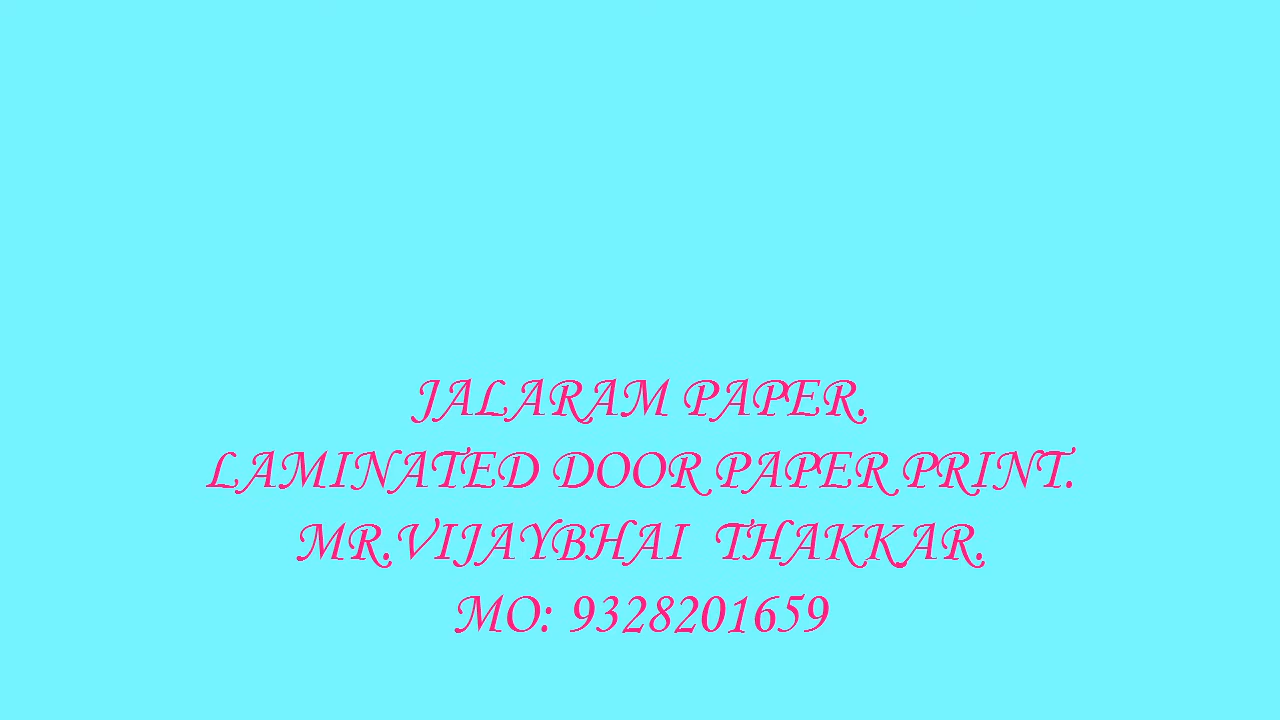 JALARAM PAPER.
LAMINATED DOOR PAPER PRINT.
MR.VIJAYBHAI  THAKKAR.
MO: 9328201659